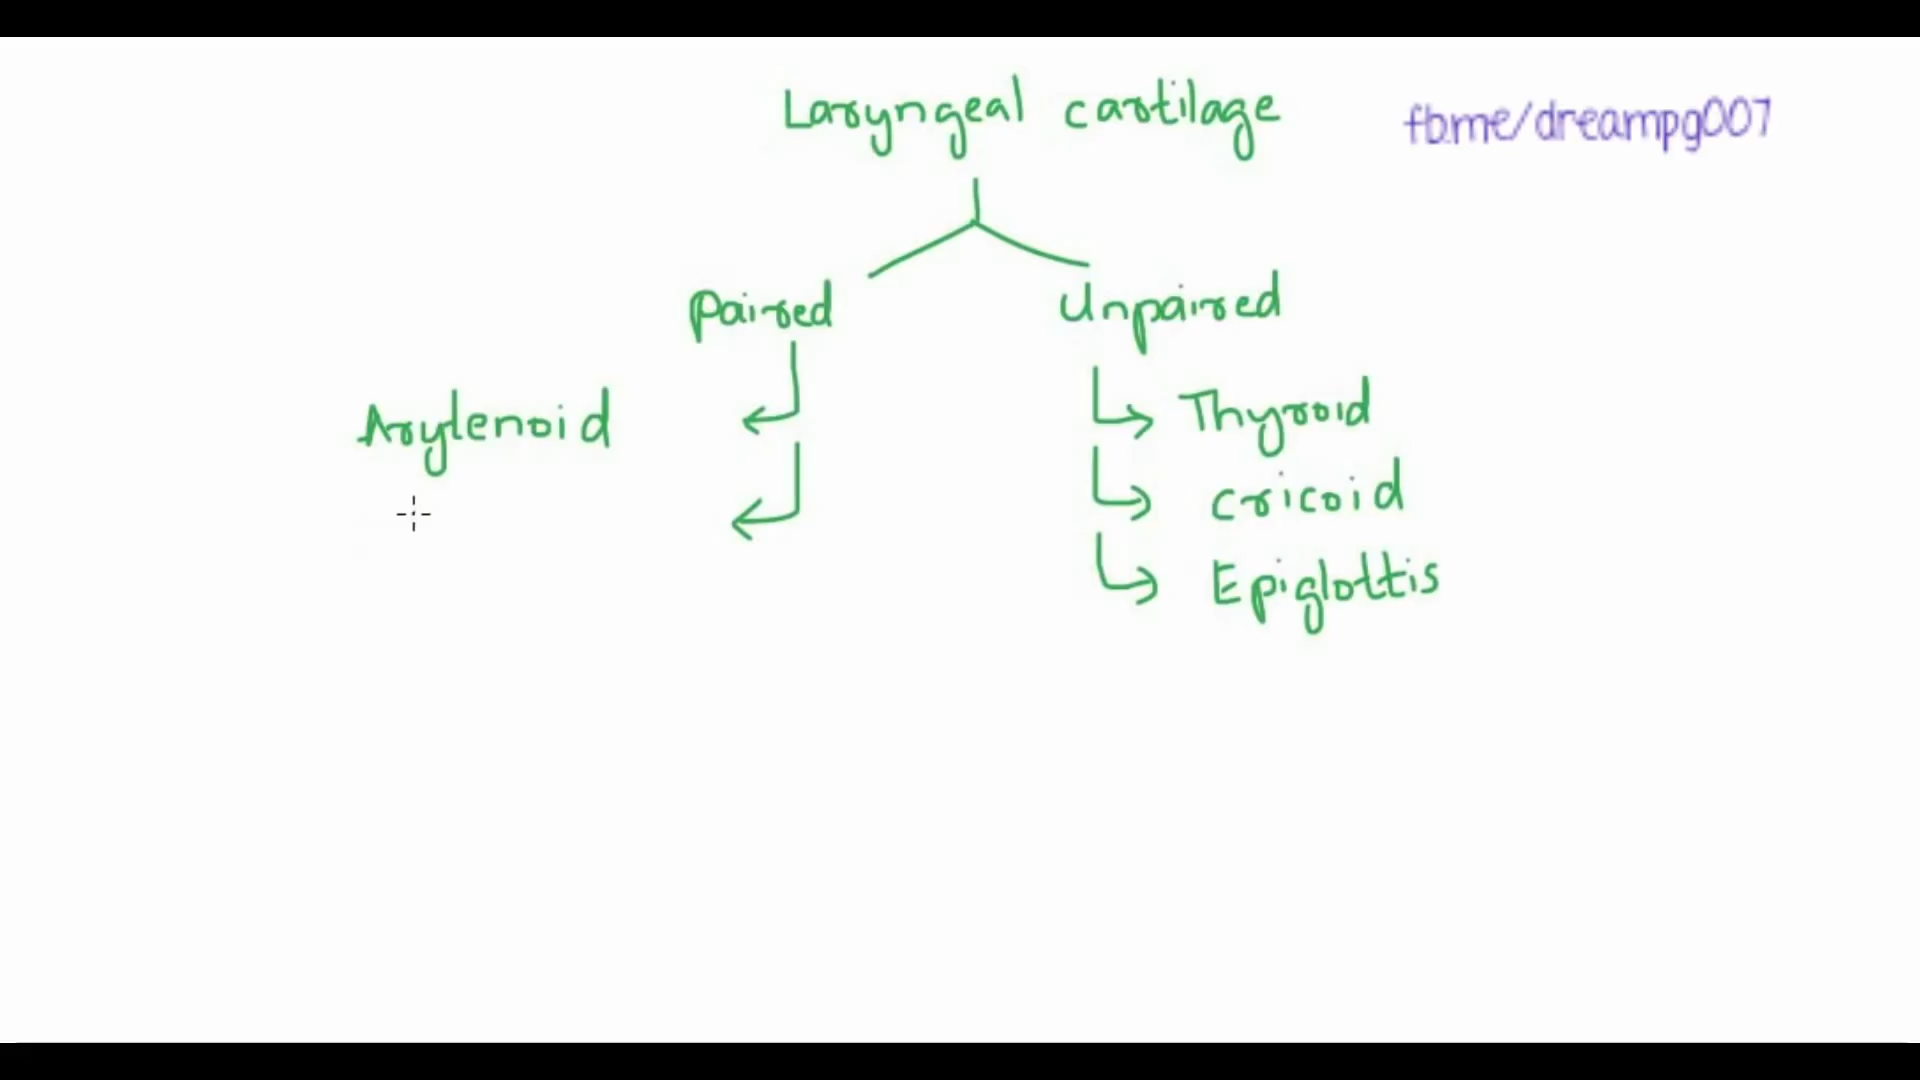 Laryngeal cartilage
fb.me/dreampg007
Paired
Unpaired
Arytenoid
Thyroid
cricoid
Epiglottis